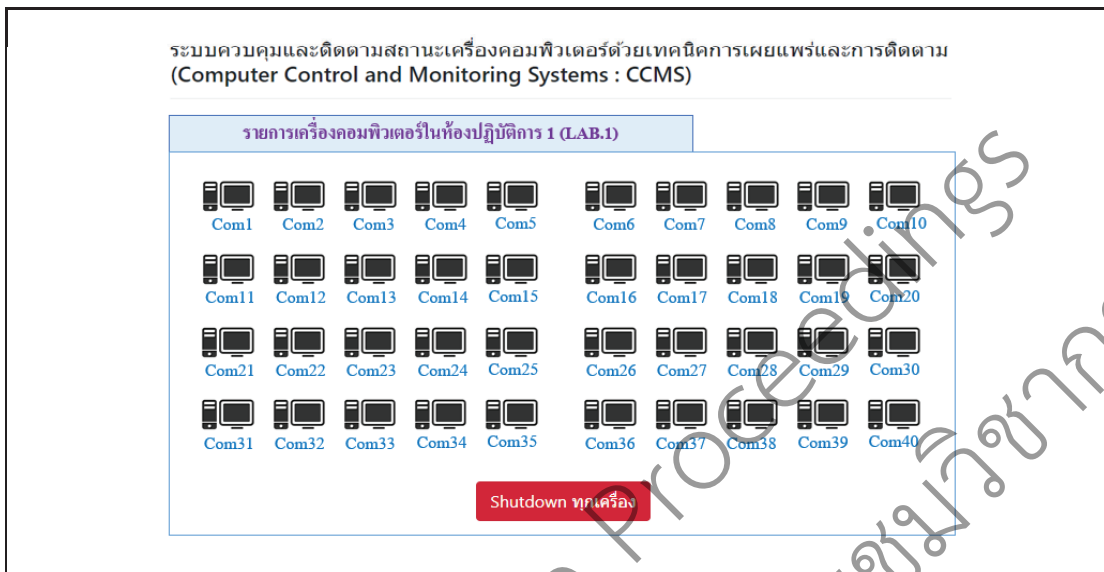 ระบบควบคุมและติดตามสถานะเครื่องคอมพิวเตอร์ด้วยเทคนิคการเผยแพร่และการติดตาม
(Computer Control and Monitoring Systems : CCMS)
รายการเครื่องคอมพิวเตอร์ในห้องปฏิบัติการ 1 (LAB.1)
Com1 Com2 Com3 Com4 Com5 Com6 Com7 Com8 Com9 Com10
Com11 Com12 Com13 Com14 Com15 Com16 Com17 Com18 Com19 Com20
Com21 Com22 Com23 Com24 Com25 Com26 Com27 Com28 Com29 Com30
Com31 Com32 Com33 Com34 Com35 Com36 Com37 Com38 Com39 Com40
Shutdown ทุกเครื่อง
Proceedings